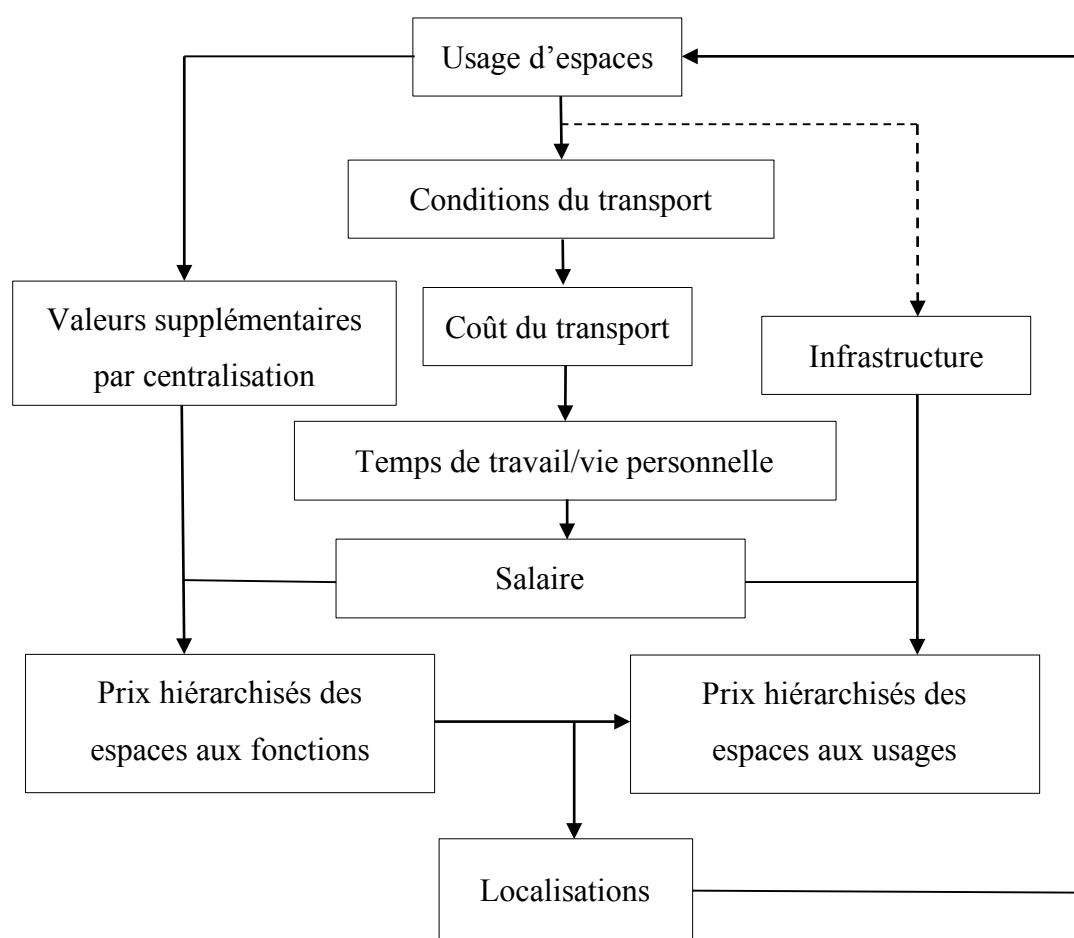 Usage d’espaces
Conditions du transport
Valeurs supplémentaires
par centralisation
Coût du transport
Infrastructure
Temps de travail/vie personnelle
Salaire
Prix hiérarchisés des
espaces aux fonctions
Prix hiérarchisés des
espaces aux usages
Localisations